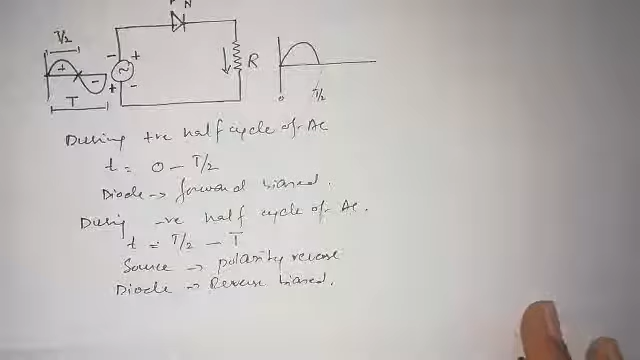 P N
T/2
+ -
- +
+ -
T
R
0 T/2
During +ve half cycle of AC
t = 0 - T/2
Diode → forward biased.
During -ve half cycle of AC.
t = T/2 - T
Source → polarity reverse
Diode → Reverse biased.